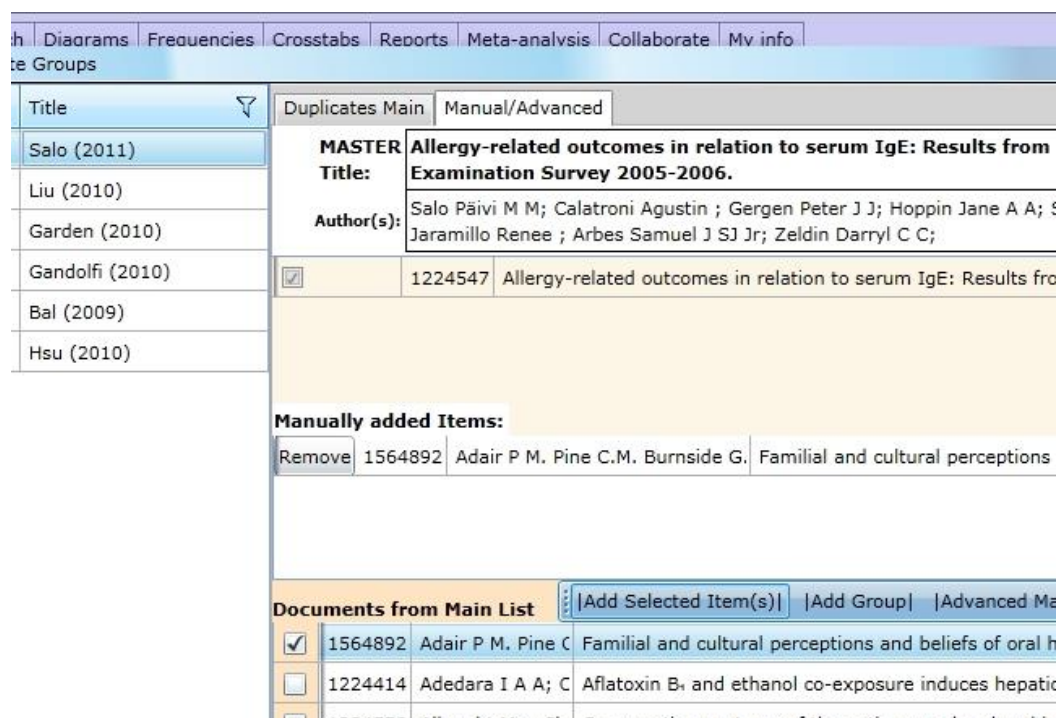 Diagrams Frequencies Crosstabs Reports Meta-analysis Collaborate My info
Groups
Title
Salo (2011)
Liu (2010)
Garden (2010)
Gandolfi (2010)
Bal (2009)
Hsu (2010)
Duplicates Main Manual/Advanced
MASTER Title: Allergy-related outcomes in relation to serum IgE: Results from
Examination Survey 2005-2006.
Author(s): Salo Päivi M M; Calatroni Agustin ; Gergen Peter J J; Hoppin Jane A A; S
Jaramillo Renee ; Arbes Samuel J SJ Jr; Zeldin Darryl C C;
1224547 Allergy-related outcomes in relation to serum IgE: Results fro
Manually added Items:
Remove 1564892 Adair P M. Pine C.M. Burnside G. Familial and cultural perceptions
Documents from Main List |Add Selected Item(s)| |Add Group| |Advanced Ma
1564892 Adair P M. Pine C Familial and cultural perceptions and beliefs of oral h
1224414 Adedara I A A; C Aflatoxin B₁ and ethanol co-exposure induces hepatic